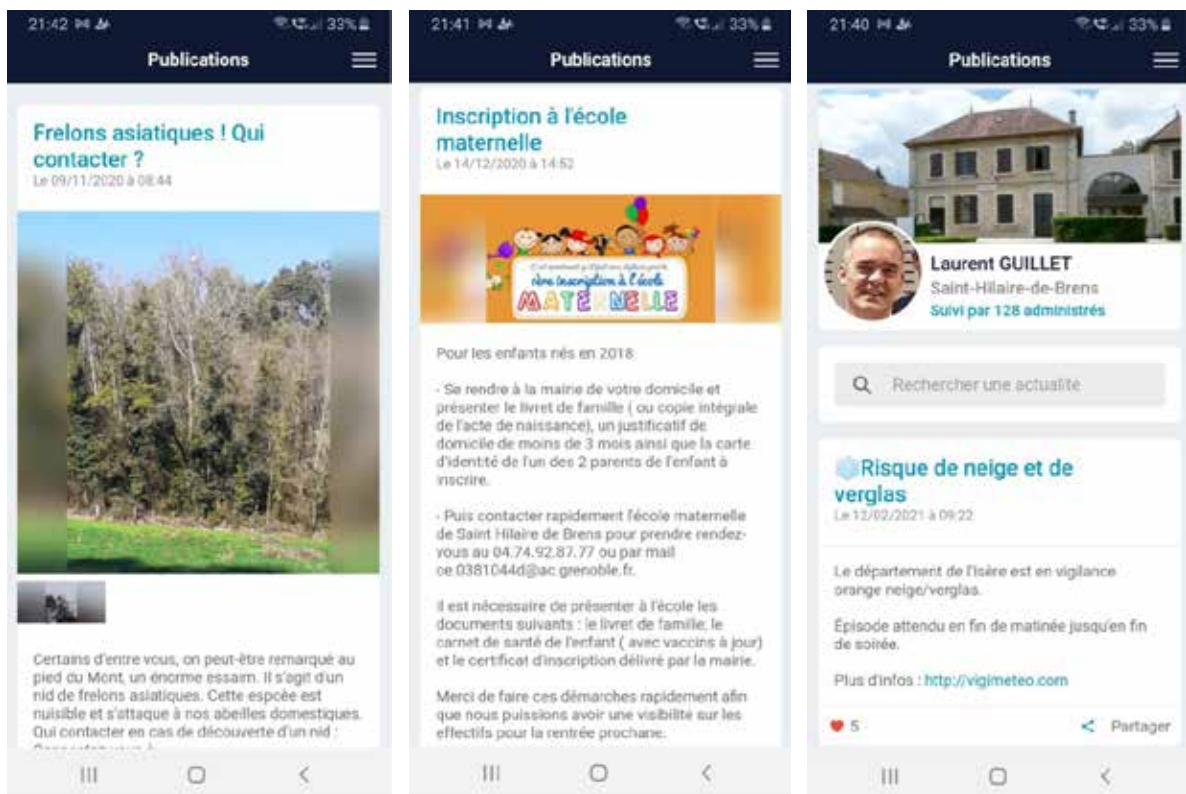 21:42
33%
Publications
Frelons asiatiques ! Qui
contacter ?
Le 09/11/2020 à 08:44
Certains d'entre vous, on peut-être remarqué au
pied du Mont, un énorme essaim. Il s'agit d'un
nid de frelons asiatiques. Cette espcée est
nuisible et s'attaque à nos abeilles domestiques.
Qui contacter en cas de découverte d'un nid :
21:41
33%
Publications
Inscription à l'école
maternelle
Le 14/12/2020 à 14:52
1ère inscription à l'école
MATERNELLE
Pour les enfants nés en 2018
- Se rendre à la mairie de votre domicile et
présenter le livret de famille ( ou copie intégrale
de l'acte de naissance), un justificatif de
domicile de moins de 3 mois ainsi que la carte
d'identité de l'un des 2 parents de l'enfant à
inscrire.
- Puis contacter rapidement l'école maternelle
de Saint Hilaire de Brens pour prendre rendez-
vous au 04.74.92.87.77 ou par mail
ce 0381044d@ac grenoble.fr.
Il est nécessaire de présenter à l'école les
documents suivants : le livret de famille, le
carnet de santé de l'enfant ( avec vaccins à jour)
et le certificat d'inscription délivré par la mairie.
Merci de faire ces démarches rapidement afin
que nous puissions avoir une visibilité sur les
effectifs pour la rentrée prochane.
21:40
33%
Publications
Laurent GUILLET
Saint-Hilaire-de-Brens
Suivi par 128 administrés
Rechercher une actualité
Risque de neige et de
verglas
Le 12/02/2021 à 09:22
Le département de l'Isère est en vigilance
orange neige/verglas.
Épisode attendu en fin de matinée jusqu'en fin
de soirée.
Plus d'infos : http://vigimeteo.com
5
Partager